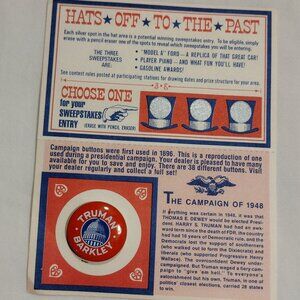 HATS • OFF • TO • THE • PAST
Each silver spot in the hat area is a potential winning sweepstakes entry. To be eligible, simply
erase with a pencil eraser one of the spots to reveal which sweepstakes you will be entering.
THE THREE
SWEEPSTAKES
ARE.
• "MODEL A" FORD – A REPLICA OF THAT GREAT CAR!
• PLAYER PIANO – AND WHAT FUN YOU'LL HAVE!
• GASOLINE AWARDS!
See contest rules posted at participating stations for drawing dates and prize structure for your area.
CHOOSE ONE
for your
SWEEPSTAKES
ENTRY
(ERASE WITH PENCIL ERASER)
Campaign buttons were first used in 1896. This is a reproduction of one
used during a presidential campaign. Your dealer is pleased to have many
available for you to save and enjoy. There are 38 different buttons. Visit
your dealer regularly and collect a full set!
TRUMAN
BARKLEY
THE CAMPAIGN OF 1948
If anything was certain in 1948, it was that
THOMAS E. DEWEY would be elected Presi-
dent. HARRY S. TRUMAN had had an awk-
ward term since the death of FDR, the country
had had 16 years of Democratic rule, and the
Democrats lost the support of southerners
(who walked out to form the Dixiecrats) and
liberals (who supported Progressive Henry
Wallace). The overconfident Dewey under-
campaigned, but Truman waged a fiery cam-
paign to "give 'em hell." To everyone's
astonishment but his own, Truman, in one of
politics' closest elections, carried 28 states
to win.